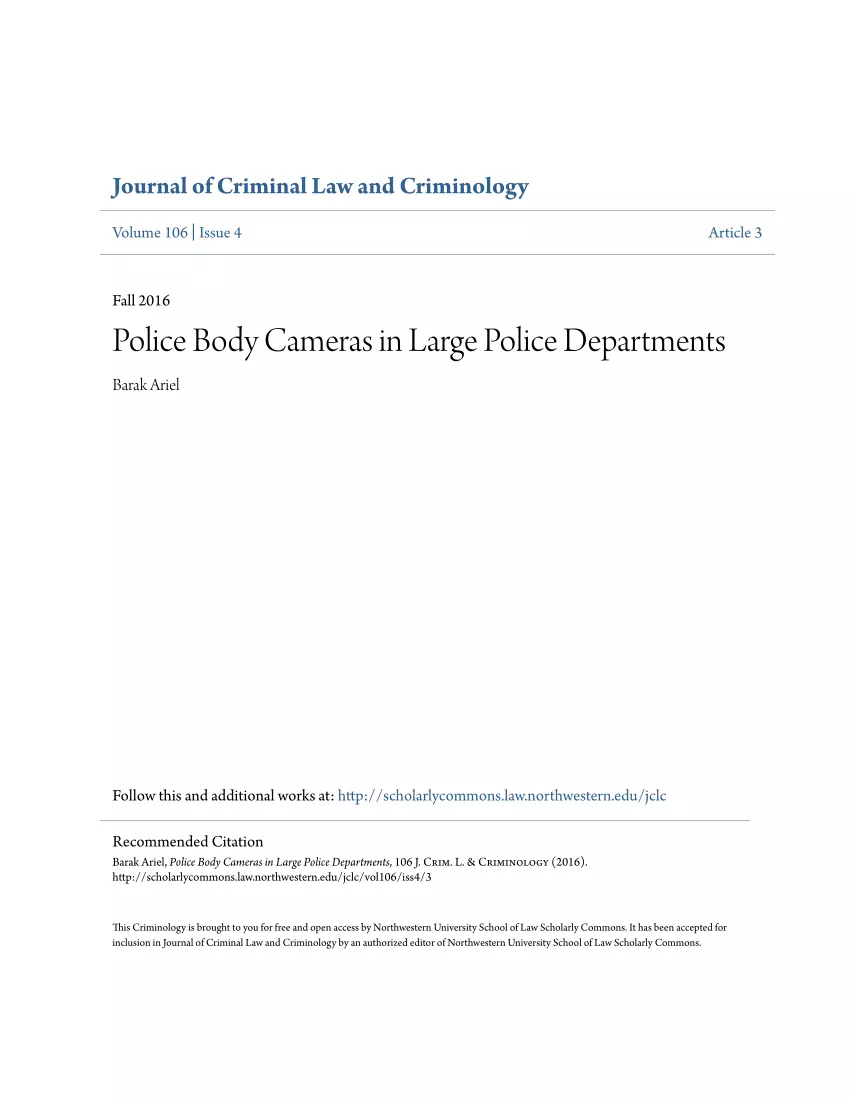 Journal of Criminal Law and Criminology
Volume 106 | Issue 4 Article 3
Fall 2016
Police Body Cameras in Large Police Departments
Barak Ariel
Follow this and additional works at: http://scholarlycommons.law.northwestern.edu/jclc
Recommended Citation
Barak Ariel, Police Body Cameras in Large Police Departments, 106 J. Crim. L. & Criminology (2016).
http://scholarlycommons.law.northwestern.edu/jclc/vol106/iss4/3
This Criminology is brought to you for free and open access by Northwestern University School of Law Scholarly Commons. It has been accepted for
inclusion in Journal of Criminal Law and Criminology by an authorized editor of Northwestern University School of Law Scholarly Commons.